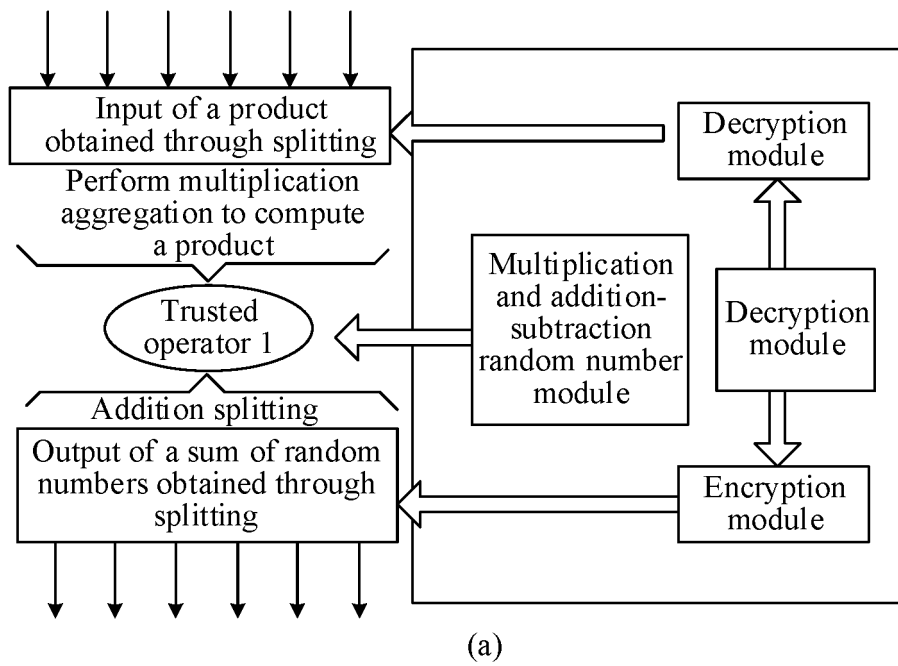 Input of a product
obtained through splitting
Perform multiplication
aggregation to compute
a product
Trusted
operator 1
Addition splitting
Output of a sum of random
numbers obtained through
splitting
Multiplication
and addition-
subtraction
random number
module
Decryption
module
Decryption
module
Encryption
module
(a)